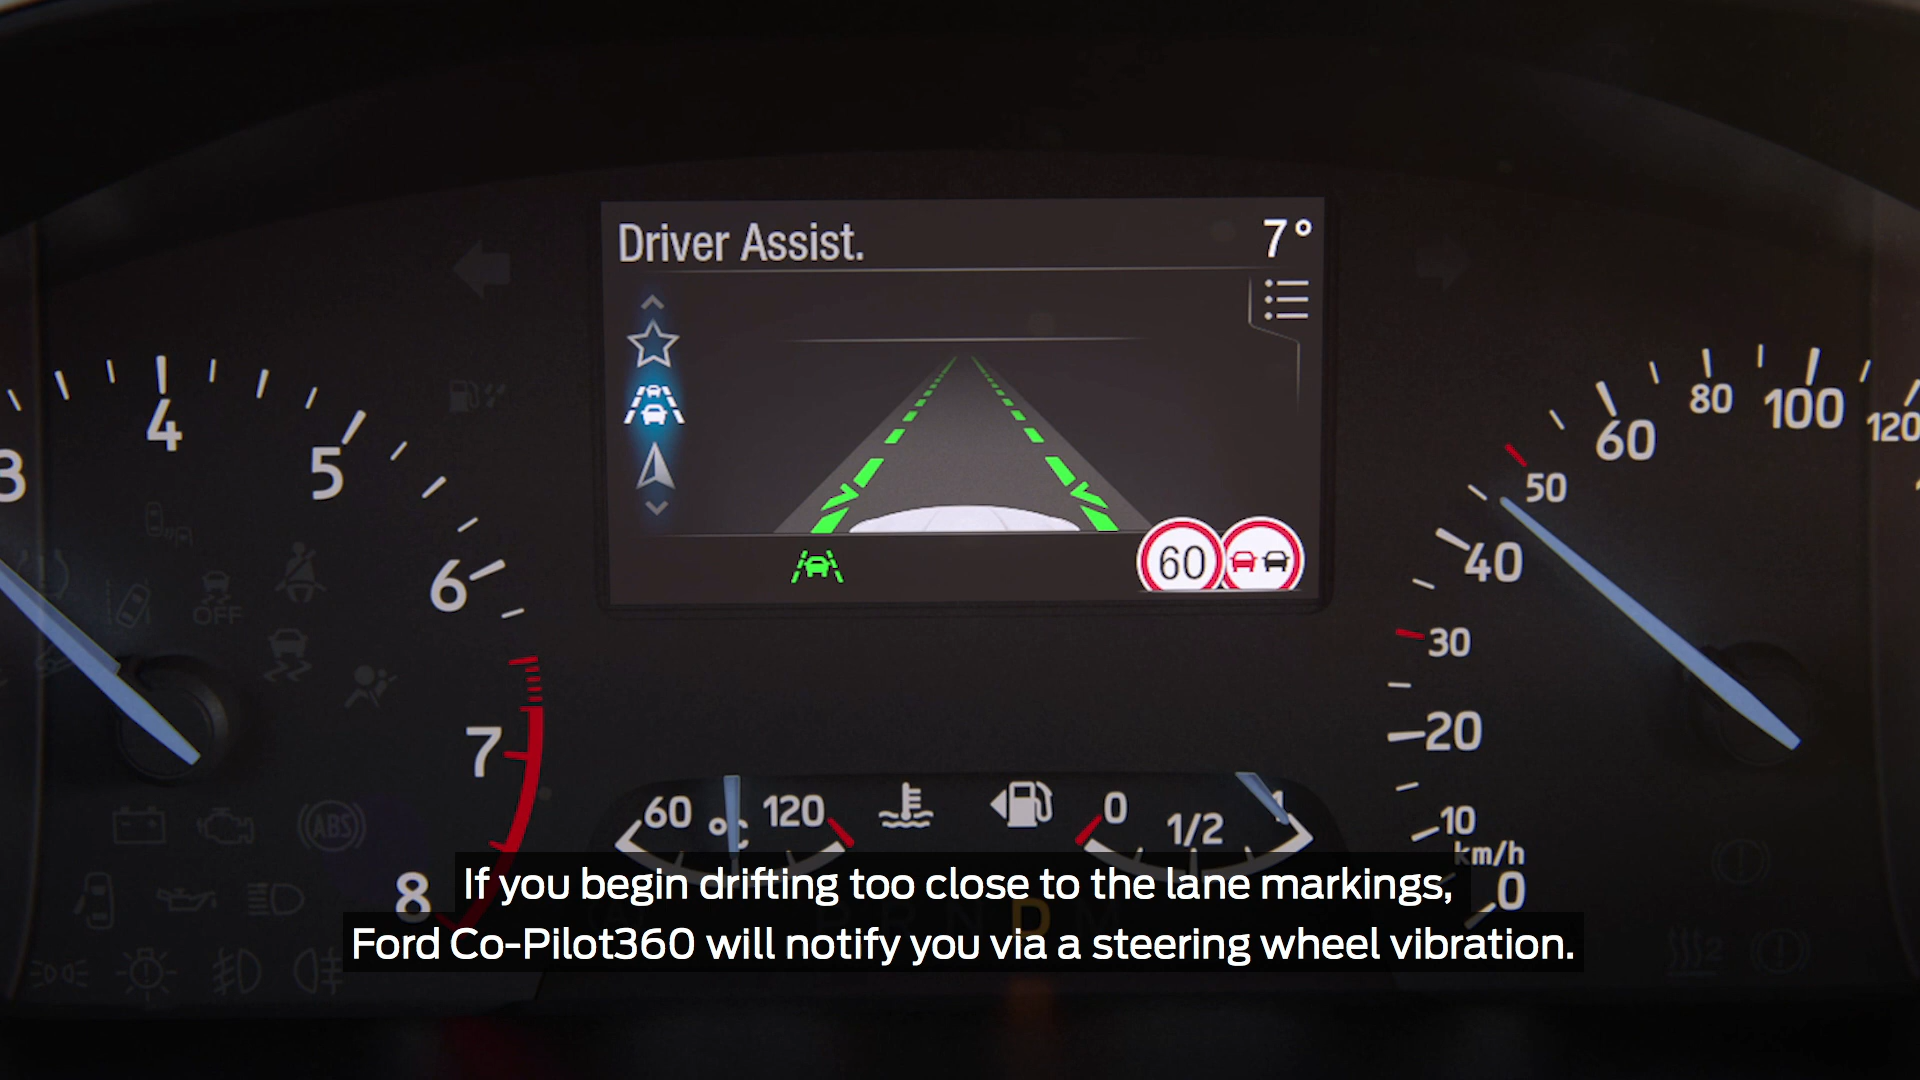 Driver Assist.
7°
3
4
5
6
7
8
60
OFF
ABS
60
80
100
120
50
40
30
20
10
km/h
0
60
°C
120
0
1/2
1
N
D
M
2
If you begin drifting too close to the lane markings,
Ford Co-Pilot360 will notify you via a steering wheel vibration.